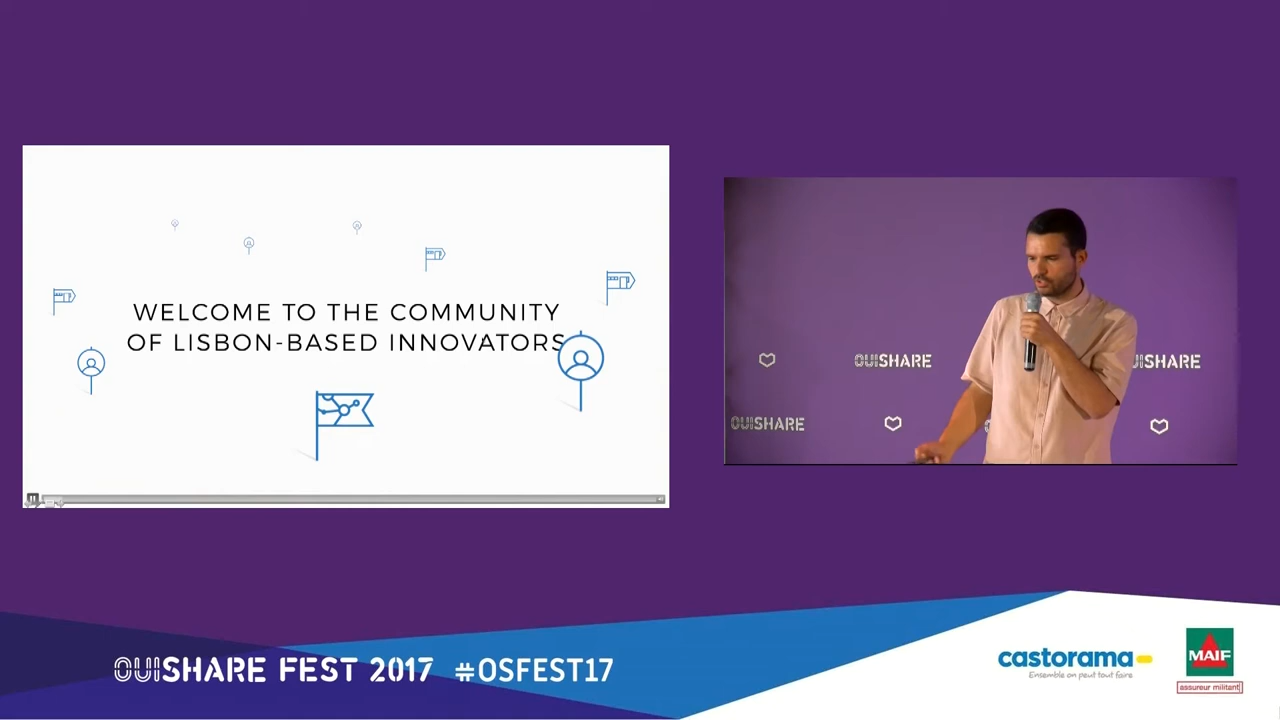 WELCOME TO THE COMMUNITY
OF LISBON-BASED INNOVATORS
OUISHARE
OUISHARE
OUISHARE
OUISHARE FEST 2017 #OSFEST17
castorama
Ensemble on peut tout faire
MAIF
assureur militant